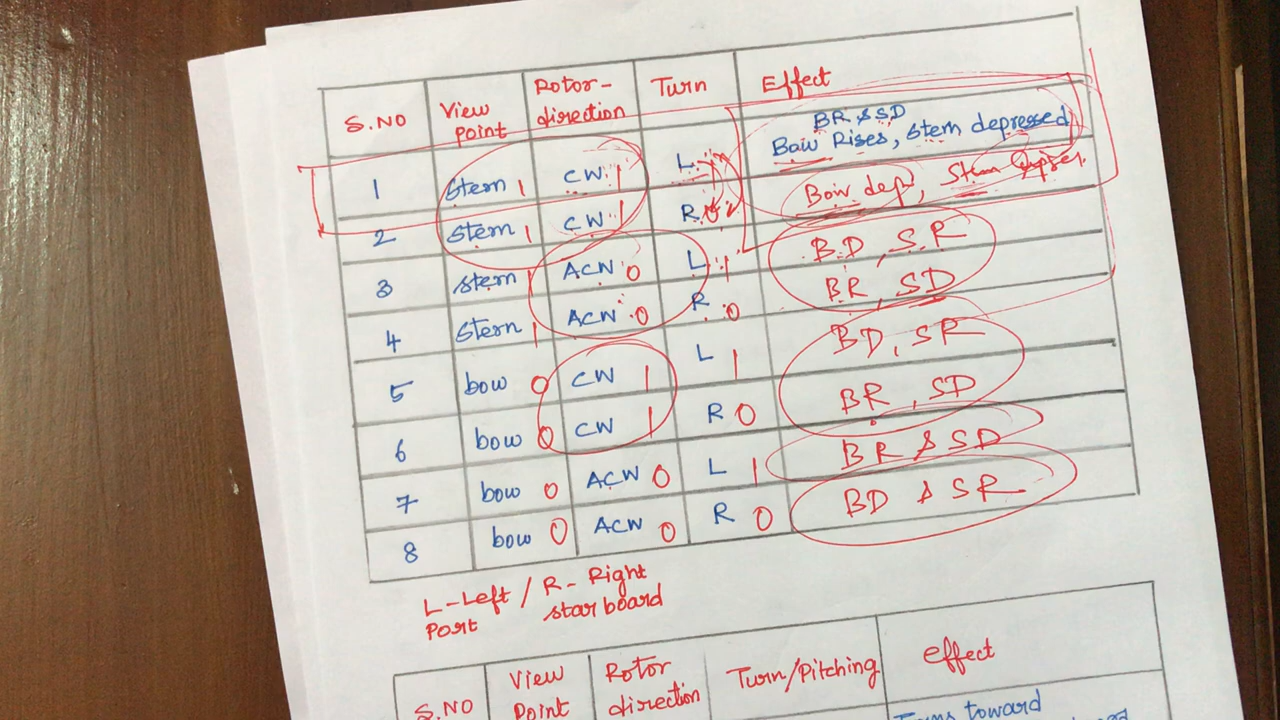 S.NO View point Rotor- direction Turn Effect
1 stern 1 CW 1 L 1 BR & SD Bow Rises, stern depressed
2 stern 1 CW 1 R 0 Bow dep, Stern
3 stern 1 ACW 0 L 1 B.D, S.R
4 stern 1 ACW 0 R 0 BR, SD
5 bow 0 CW 1 L 1 BD, SR
6 bow 0 CW 1 R 0 BR, SD
7 bow 0 ACW 0 L 1 BR & SD
8 bow 0 ACW 0 R 0 BD & SR
L-Left / R- Right
Port star board
S.NO View Point Rotor direction Turn/Pitching effect
Turns toward